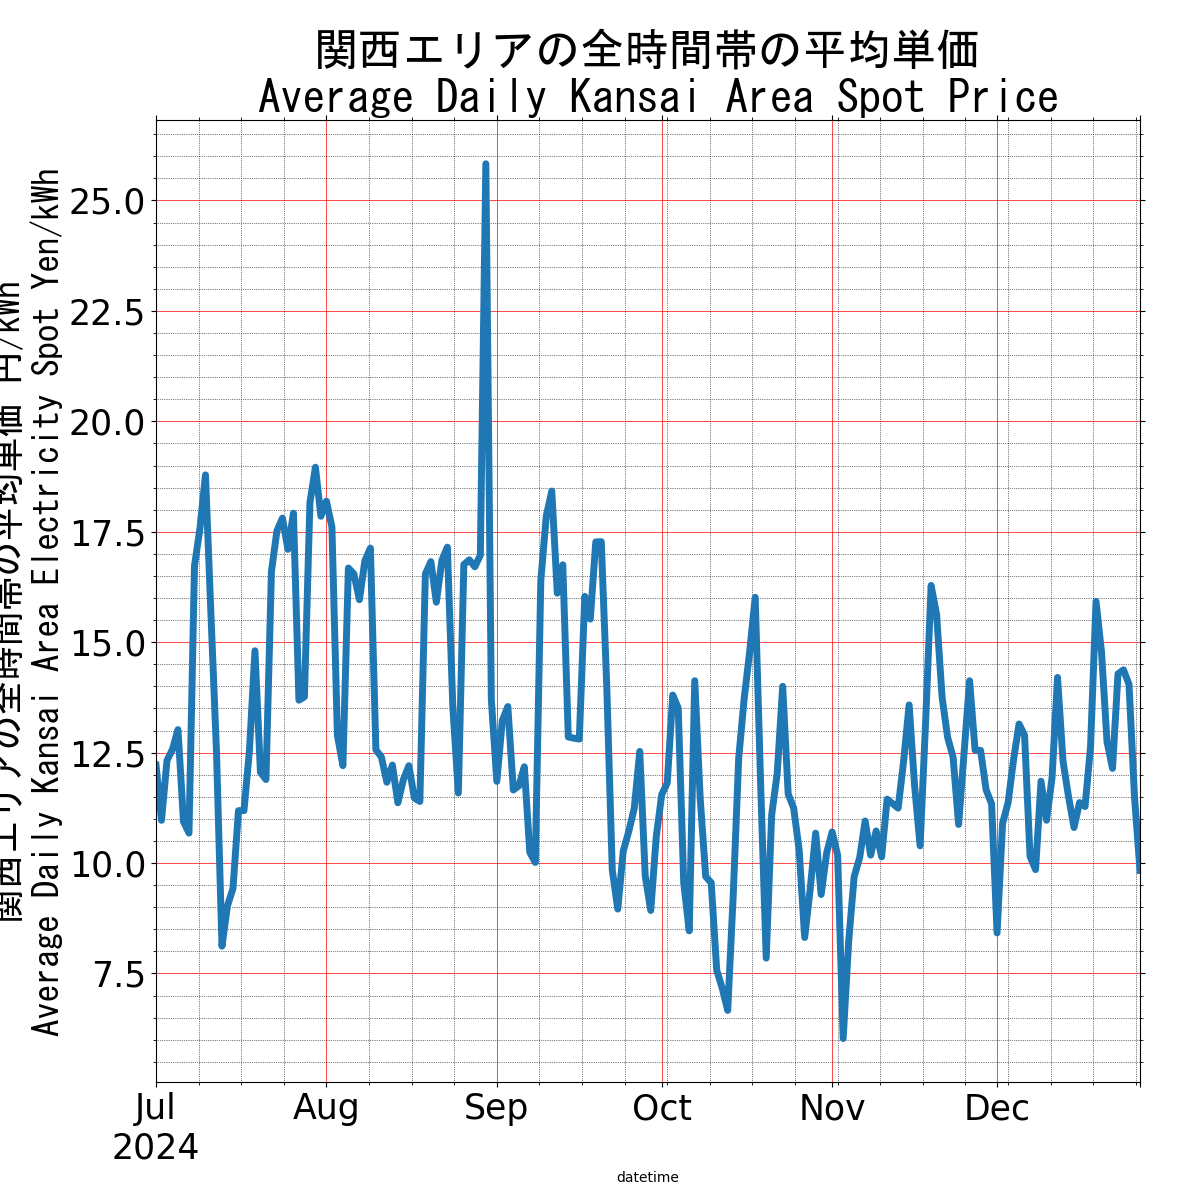 関西エリアの全時間帯の平均単価
Average Daily Kansai Area Spot Price
関西エリアの全時間帯の平均単価 円/kWh
Average Daily Kansai Area Electricity Spot Yen/kWh
25.0
22.5
20.0
17.5
15.0
12.5
10.0
7.5
Jul Aug Sep Oct Nov Dec
2024
datetime